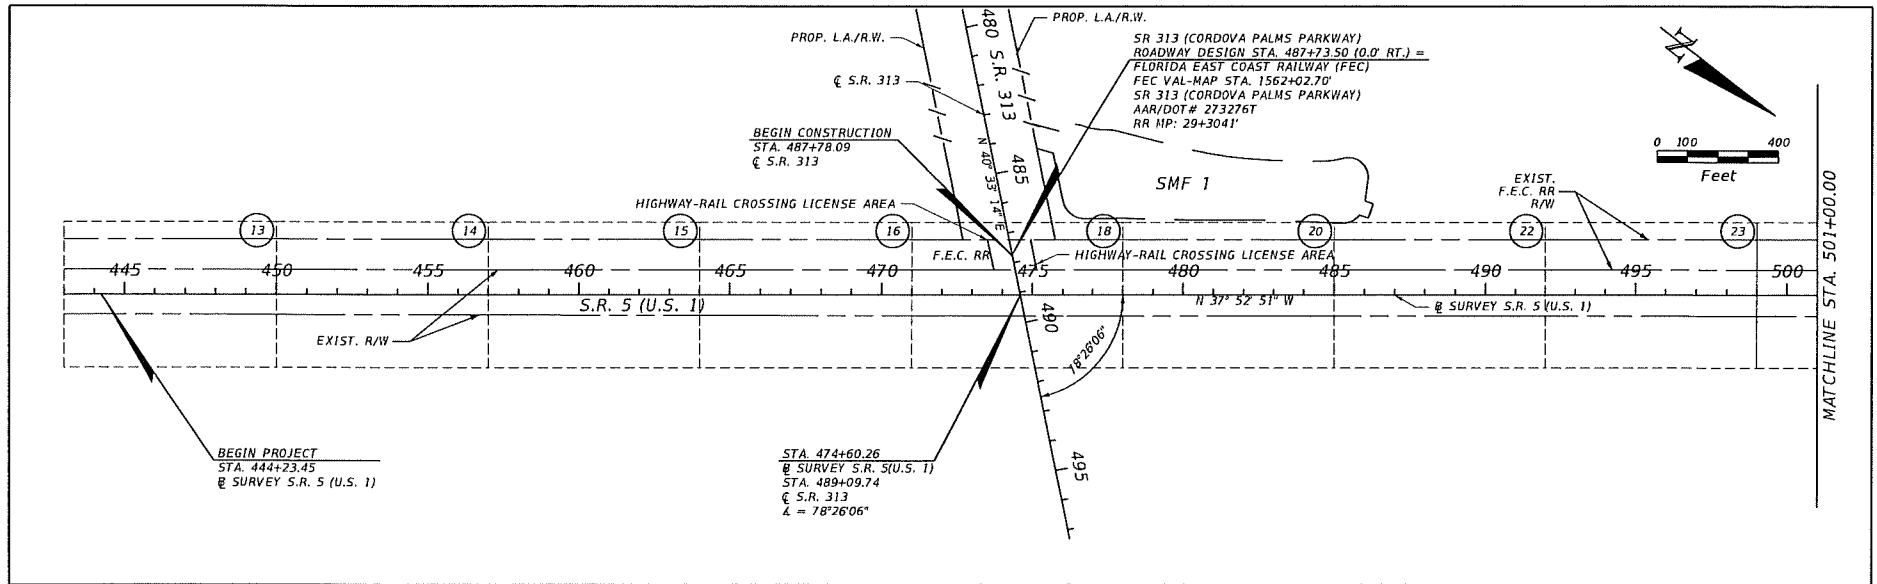 PROP. L.A./R.W.
PROP. L.A./R.W.
℄ S.R. 313
480
S.R. 313
485
N 40° 33' 14" E
SR 313 (CORDOVA PALMS PARKWAY)
ROADWAY DESIGN STA. 487+73.50 (0.0' RT.) =
FLORIDA EAST COAST RAILWAY (FEC)
FEC VAL-MAP STA. 1562+02.70'
SR 313 (CORDOVA PALMS PARKWAY)
AAR/DOT# 273276T
RR MP: 29+3041'
N
0 100 400
Feet
BEGIN CONSTRUCTION
STA. 487+78.09
℄ S.R. 313
SMF 1
EXIST.
F.E.C. RR
R/W
HIGHWAY-RAIL CROSSING LICENSE AREA
13 14 15 16 18 20 22 23
F.E.C. RR
HIGHWAY-RAIL CROSSING LICENSE AREA
445 450 455 460 465 470 475 480 485 490 495 500
S.R. 5 (U.S. 1)
N 37° 52' 51" W
B SURVEY S.R. 5 (U.S. 1)
EXIST. R/W
490
78°26'06"
495
MATCHLINE STA. 501+00.00
BEGIN PROJECT
STA. 444+23.45
B SURVEY S.R. 5 (U.S. 1)
STA. 474+60.26
B SURVEY S.R. 5(U.S. 1)
STA. 489+09.74
℄ S.R. 313
∡ = 78°26'06"